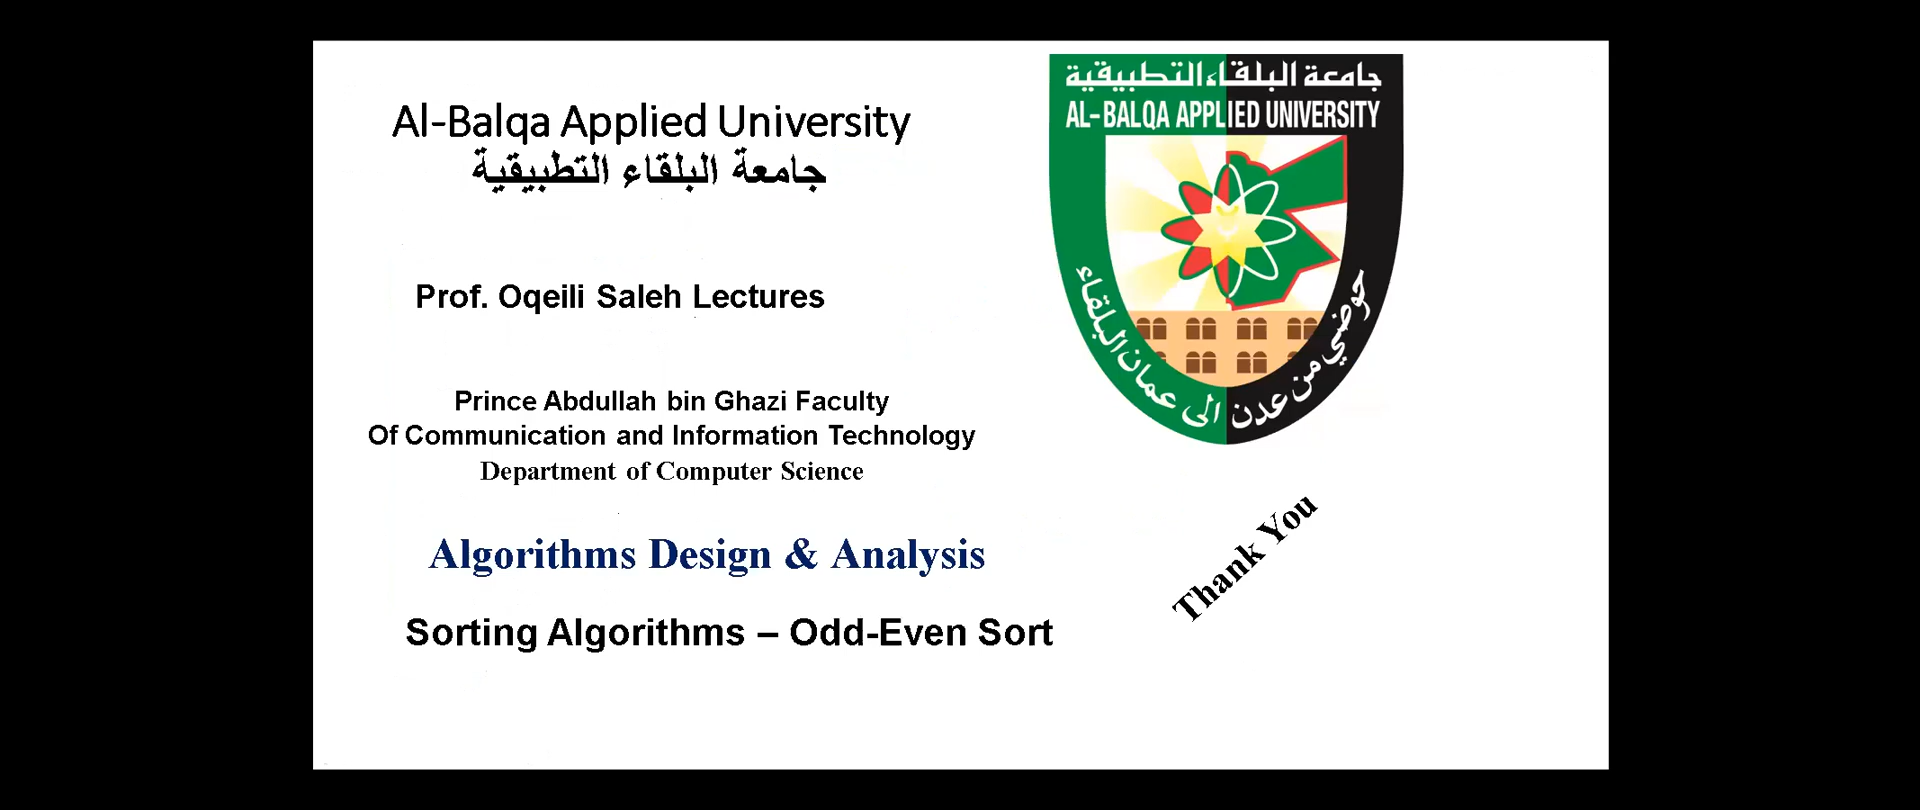 Al-Balqa Applied University
جامعة البلقاء التطبيقية
Prof. Oqeili Saleh Lectures
Prince Abdullah bin Ghazi Faculty
Of Communication and Information Technology
Department of Computer Science
Algorithms Design & Analysis
Sorting Algorithms – Odd-Even Sort
جامعة البلقاء التطبيقية
AL-BALQA APPLIED UNIVERSITY
حوضي من عدن الى عمان البلقاء
Thank You